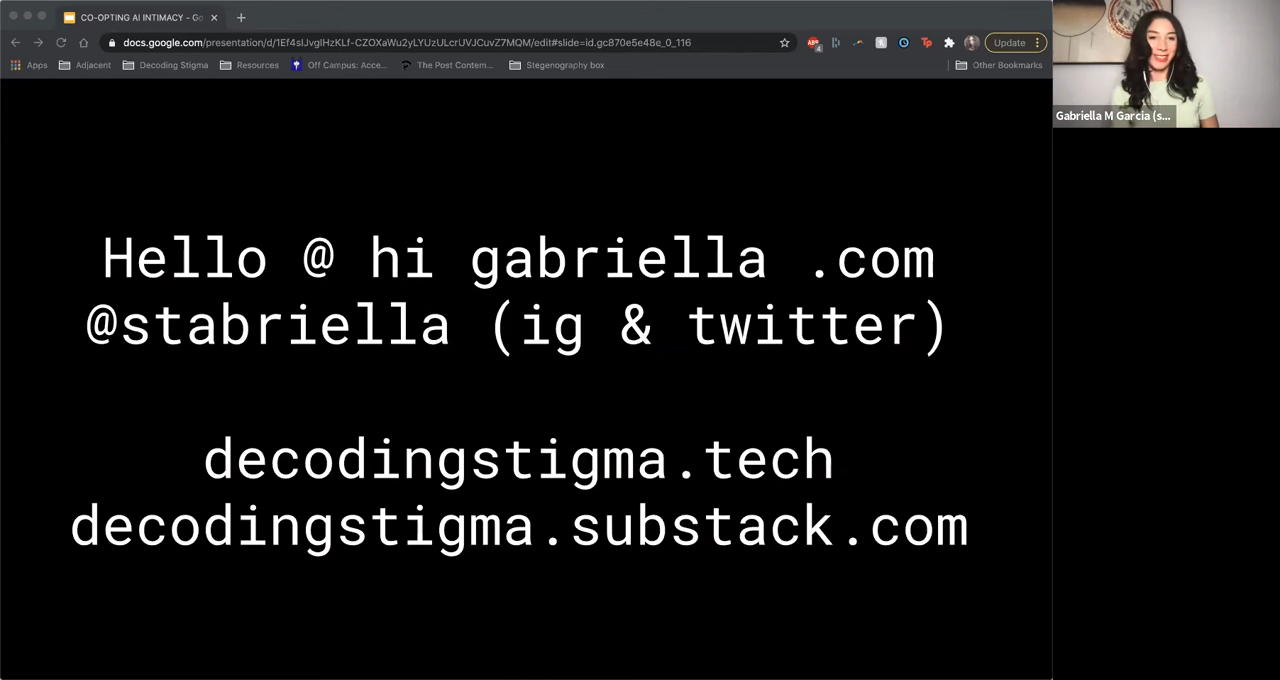 CO-OPTING AI INTIMACY - Go
docs.google.com/presentation/d/1Ef4sIJvgIHzKLf-CZOXaWu2yLYUzULcrUVJCuvZ7MQM/edit#slide=id.gc870e5e48e_0_116
Update
Apps
Adjacent
Decoding Stigma
Resources
Off Campus: Acce...
The Post Contem...
Stegenography box
Other Bookmarks
Gabriella M Garcia (s...
Hello @ hi gabriella .com
@stabriella (ig & twitter)
decodingstigma.tech
decodingstigma.substack.com